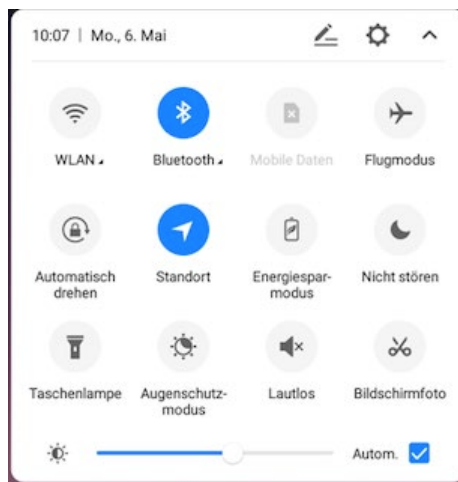 10:07 | Mo., 6. Mai
WLAN Bluetooth Mobile Daten Flugmodus
Automatisch drehen Standort Energiespar-modus Nicht stören
Taschenlampe Augenschutz-modus Lautlos Bildschirmfoto
Autom.